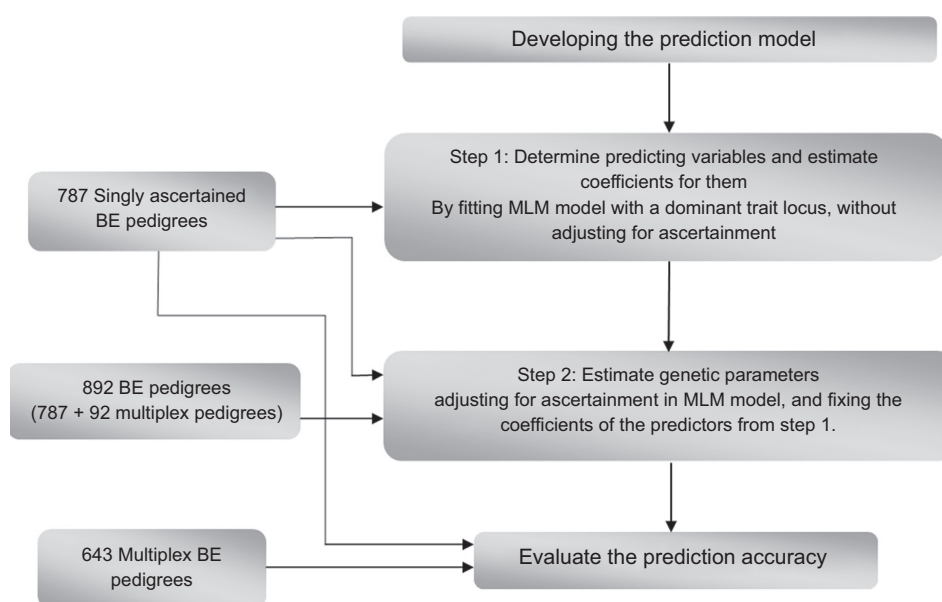 Developing the prediction model
Step 1: Determine predicting variables and estimate
coefficients for them
By fitting MLM model with a dominant trait locus, without
adjusting for ascertainment
787 Singly ascertained
BE pedigrees
892 BE pedigrees
(787 + 92 multiplex pedigrees)
Step 2: Estimate genetic parameters
adjusting for ascertainment in MLM model, and fixing the
coefficients of the predictors from step 1.
643 Multiplex BE
pedigrees
Evaluate the prediction accuracy